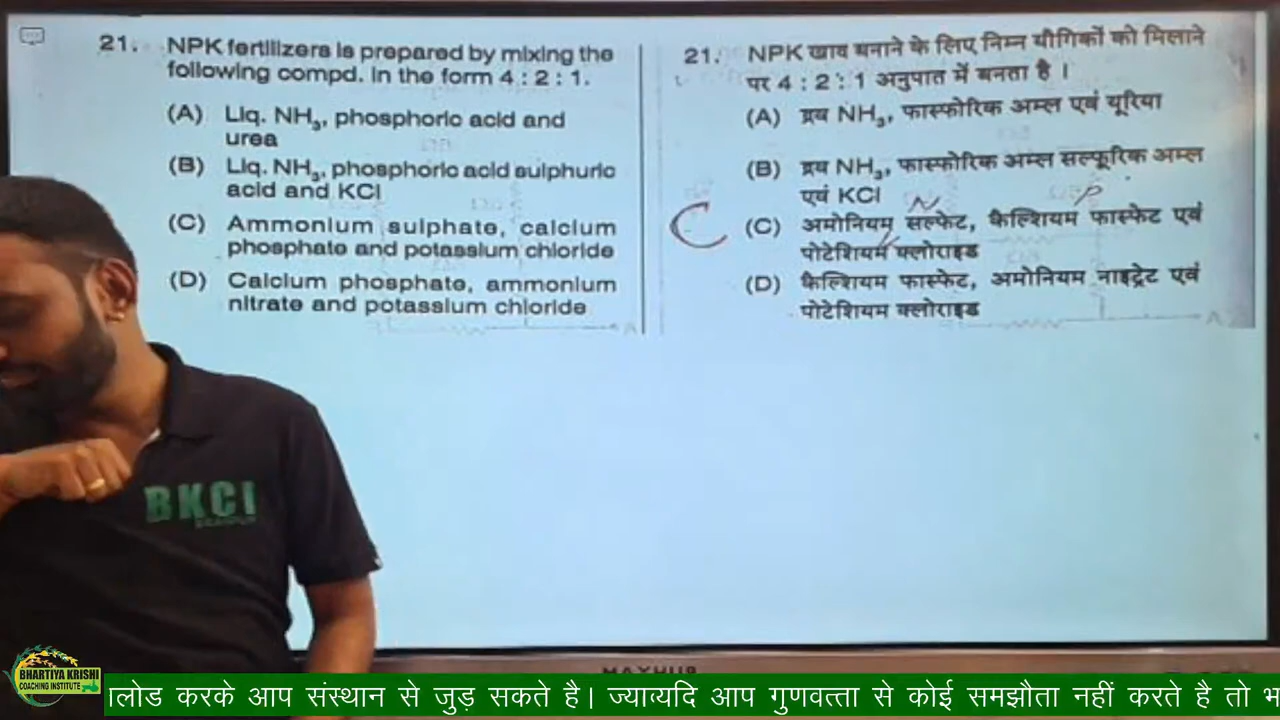 21. NPK fertilizers is prepared by mixing the
following compd. in the form 4 : 2 : 1.
(A) Liq. NH₃, phosphoric acid and
urea
(B) Liq. NH₃, phosphoric acid sulphuric
acid and KCl
(C) Ammonium sulphate, calcium
phosphate and potassium chloride
(D) Calcium phosphate, ammonium
nitrate and potassium chloride
21. NPK खाद बनाने के लिए निम्न यौगिकों को मिलाने
पर 4 : 2 : 1 अनुपात में बनता है ।
(A) द्रव NH₃, फास्फोरिक अम्ल एवं यूरिया
(B) द्रव NH₃, फास्फोरिक अम्ल सल्फूरिक अम्ल
एवं KCl
N P
(C) अमोनियम सल्फेट, कैल्शियम फास्फेट एवं
पोटेशियम क्लोराइड
(D) कैल्शियम फास्फेट, अमोनियम नाइट्रेट एवं
पोटेशियम क्लोराइड
BKCI
BHARTIYA KRISHI
COACHING INSTITUTE
लोड करके आप संस्थान से जुड़ सकते है। ज्याव्यदि आप गुणवत्ता से कोई समझौता नहीं करते है तो